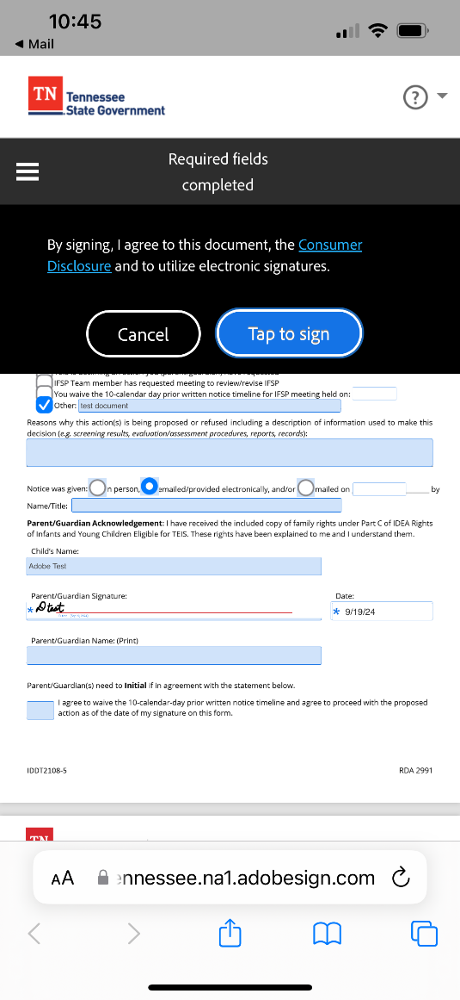 10:45
◀ Mail
TN Tennessee
State Government
?
Required fields
completed
By signing, I agree to this document, the Consumer
Disclosure and to utilize electronic signatures.
Cancel
Tap to sign
IFSP Team member has requested meeting to review/revise IFSP
You waive the 10-calendar day prior written notice timeline for IFSP meeting held on:
Other: test document
Reasons why this action(s) is being proposed or refused including a description of information used to make this
decision (e.g. screening results, evaluation/assessment procedures, reports, records):
Notice was given: n person, emailed/provided electronically, and/or mailed on ______ by
Name/Title:
Parent/Guardian Acknowledgement: I have received the included copy of family rights under Part C of IDEA Rights
of Infants and Young Children Eligible for TEIS. These rights have been explained to me and I understand them.
Child's Name:
Adobe Test
Parent/Guardian Signature:
Date:
* D test
* 9/19/24
Parent/Guardian Name: (Print)
Parent/Guardian(s) need to Initial if in agreement with the statement below.
I agree to waive the 10-calendar-day prior written notice timeline and agree to proceed with the proposed
action as of the date of my signature on this form.
IDDT2108-5
RDA 2991
TN
AA
ennessee.na1.adobesign.com